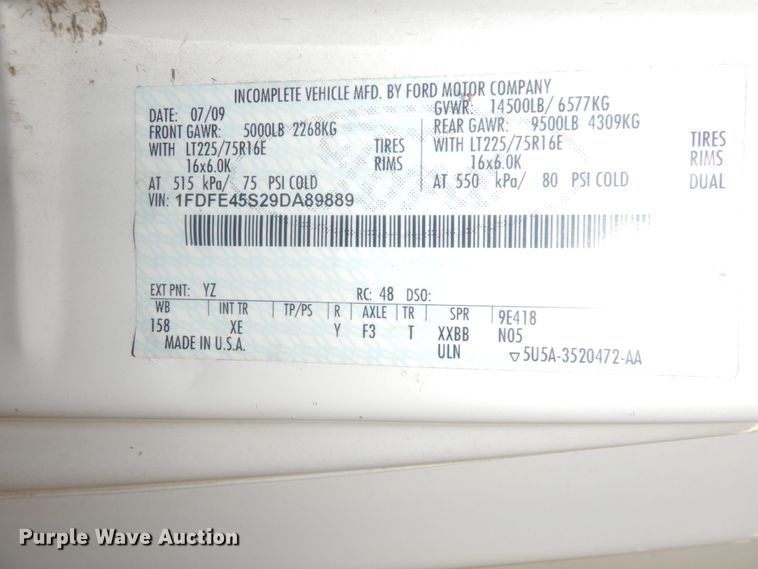 INCOMPLETE VEHICLE MFD. BY FORD MOTOR COMPANY
DATE: 07/09 GVWR: 14500LB/ 6577KG
FRONT GAWR: 5000LB 2268KG REAR GAWR: 9500LB 4309KG
WITH LT225/75R16E TIRES WITH LT225/75R16E TIRES
16x6.0K RIMS 16x6.0K RIMS
AT 515 kPa/ 75 PSI COLD AT 550 kPa/ 80 PSI COLD DUAL
VIN: 1FDFE45S29DA89889
EXT PNT: YZ RC: 48 DSO:
WB INT TR TP/PS R AXLE TR SPR 9E418
158 XE Y F3 T XXBB N05
MADE IN U.S.A. ULN ▽5U5A-3520472-AA
Purple Wave Auction